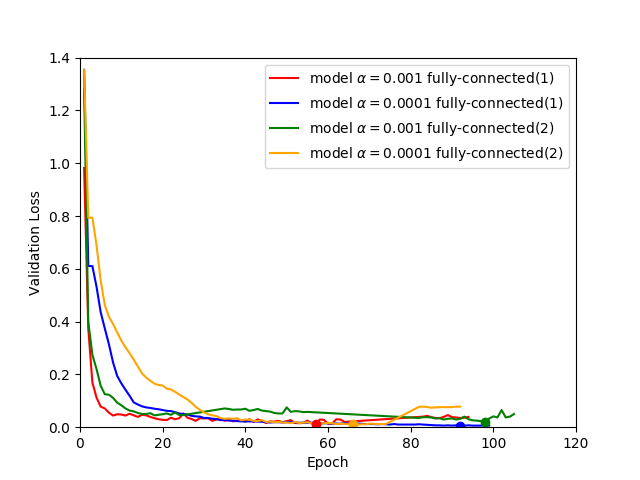 model α = 0.001 fully-connected(1)
model α = 0.0001 fully-connected(1)
model α = 0.001 fully-connected(2)
model α = 0.0001 fully-connected(2)
Validation Loss
1.4
1.2
1.0
0.8
0.6
0.4
0.2
0.0
0 20 40 60 80 100 120
Epoch